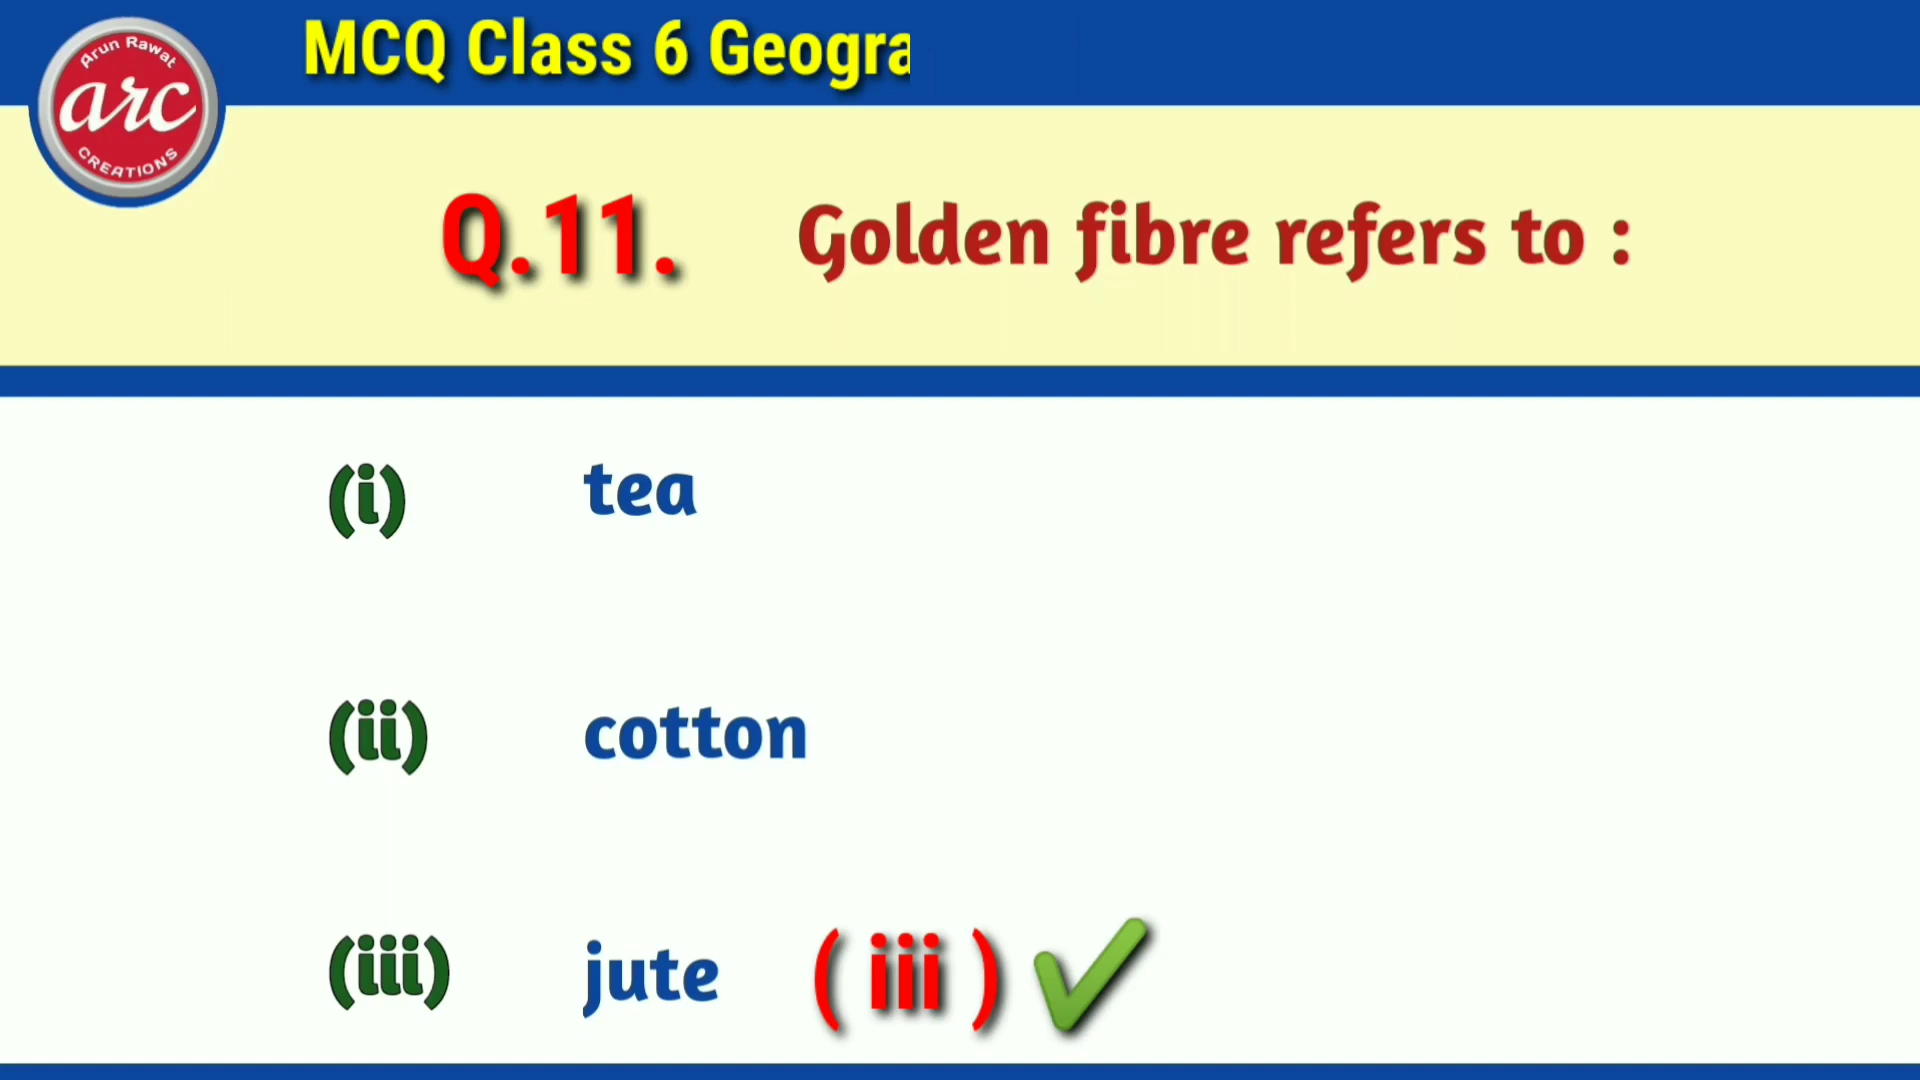 MCQ Class 6 Geogra
Arun Rawat
arc
CREATIONS
Q.11. Golden fibre refers to :
(i) tea
(ii) cotton
(iii) jute ( iii ) ✔